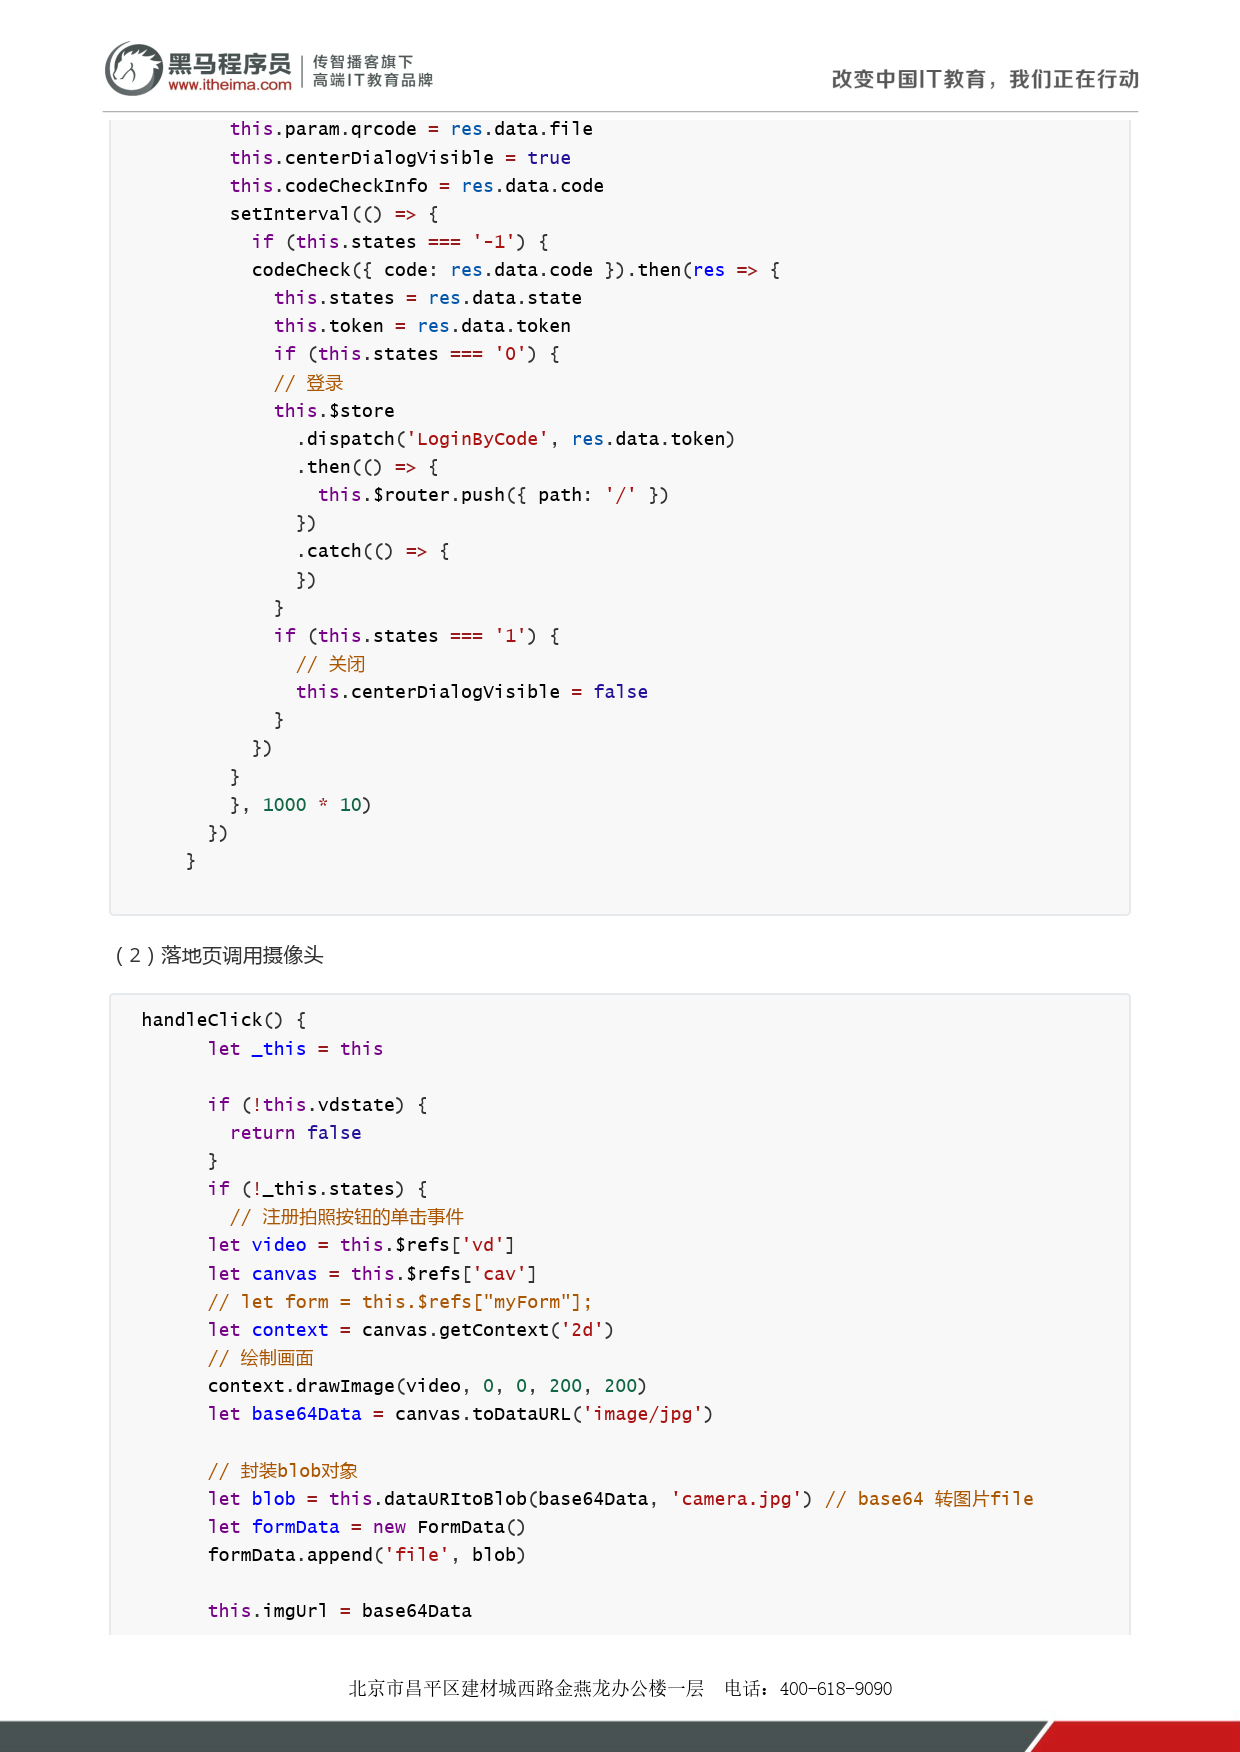 黑马程序员
www.itheima.com
传智播客旗下
高端IT教育品牌
改变中国IT教育，我们正在行动
this.param.qrcode = res.data.file
this.centerDialogVisible = true
this.codeCheckInfo = res.data.code
setInterval(() => {
if (this.states === '-1') {
codeCheck({ code: res.data.code }).then(res => {
this.states = res.data.state
this.token = res.data.token
if (this.states === '0') {
// 登录
this.$store
.dispatch('LoginByCode', res.data.token)
.then(() => {
this.$router.push({ path: '/' })
})
.catch(() => {
})
}
if (this.states === '1') {
// 关闭
this.centerDialogVisible = false
}
})
}
}, 1000 * 10)
})
}
（2）落地页调用摄像头
handleClick() {
let _this = this
if (!this.vdstate) {
return false
}
if (!_this.states) {
// 注册拍照按钮的单击事件
let video = this.$refs['vd']
let canvas = this.$refs['cav']
// let form = this.$refs["myForm"];
let context = canvas.getContext('2d')
// 绘制画面
context.drawImage(video, 0, 0, 200, 200)
let base64Data = canvas.toDataURL('image/jpg')
// 封装blob对象
let blob = this.dataURItoBlob(base64Data, 'camera.jpg') // base64 转图片file
let formData = new FormData()
formData.append('file', blob)
this.imgUrl = base64Data
北京市昌平区建材城西路金燕龙办公楼一层 电话：400-618-9090